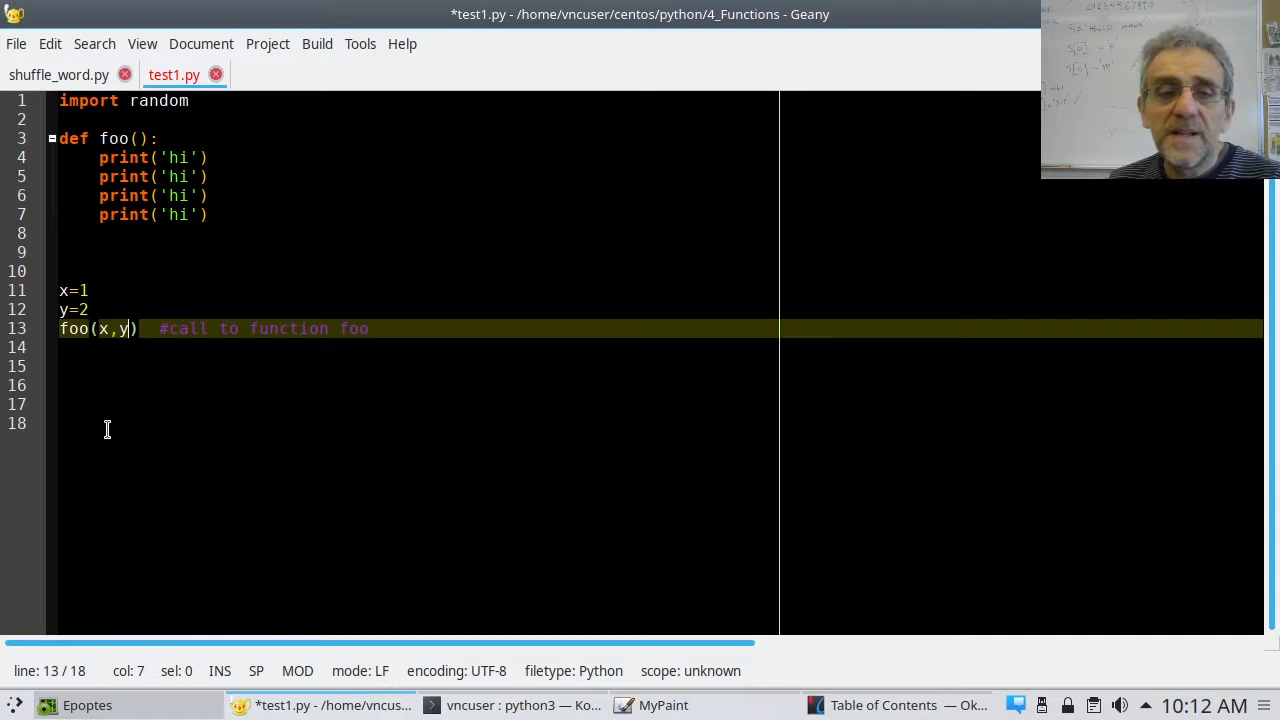 *test1.py - /home/vncuser/centos/python/4_Functions - Geany
File Edit Search View Document Project Build Tools Help
shuffle_word.py test1.py
1 import random
2
3 def foo():
4 print('hi')
5 print('hi')
6 print('hi')
7 print('hi')
8
9
10
11 x=1
12 y=2
13 foo(x,y) #call to function foo
14
15
16
17
18
line: 13 / 18 col: 7 sel: 0 INS SP MOD mode: LF encoding: UTF-8 filetype: Python scope: unknown
Epoptes *test1.py - /home/vncus... vncuser : python3 — Ko... MyPaint Table of Contents — Ok... 10:12 AM